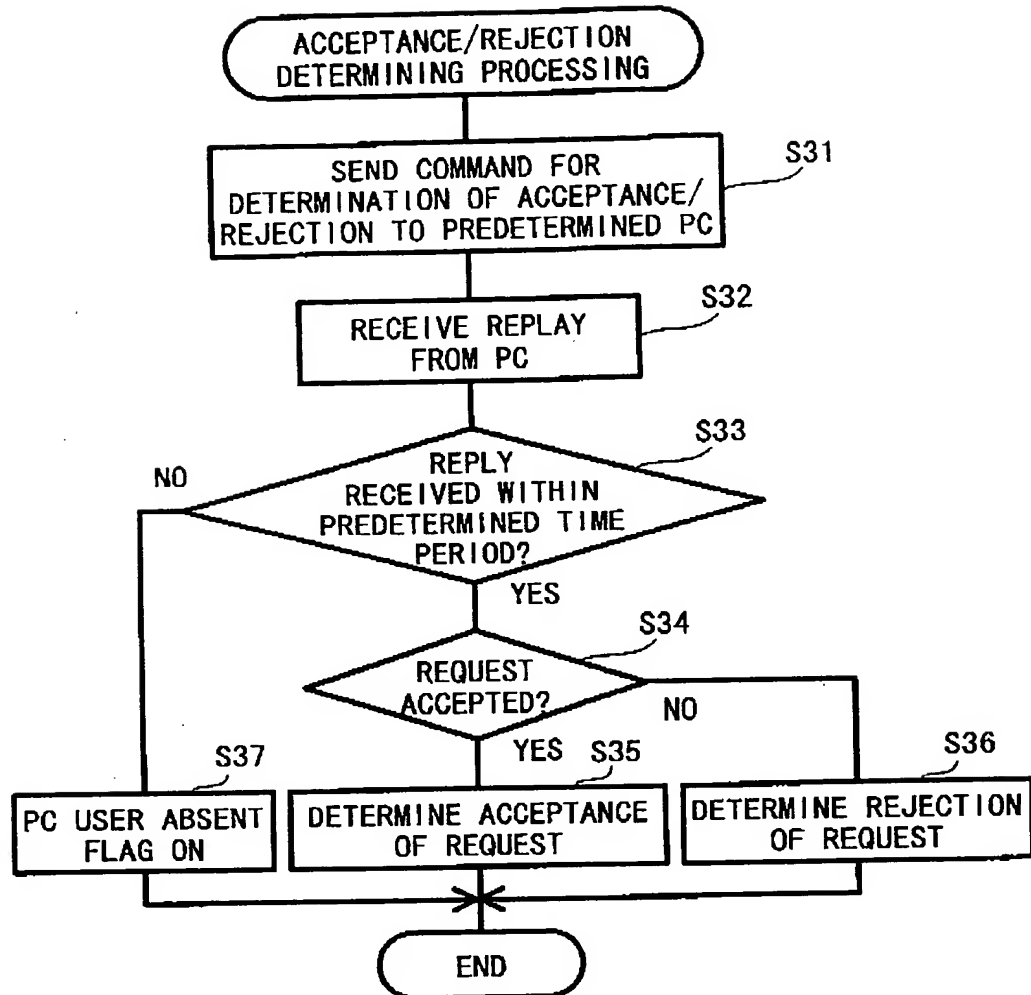 ACCEPTANCE/REJECTION
DETERMINING PROCESSING
S31
SEND COMMAND FOR
DETERMINATION OF ACCEPTANCE/
REJECTION TO PREDETERMINED PC
S32
RECEIVE REPLAY
FROM PC
S33
NO
REPLY
RECEIVED WITHIN
PREDETERMINED TIME
PERIOD?
YES
S34
REQUEST
ACCEPTED?
NO
YES
S37
S35
S36
PC USER ABSENT
FLAG ON
DETERMINE ACCEPTANCE
OF REQUEST
DETERMINE REJECTION
OF REQUEST
END